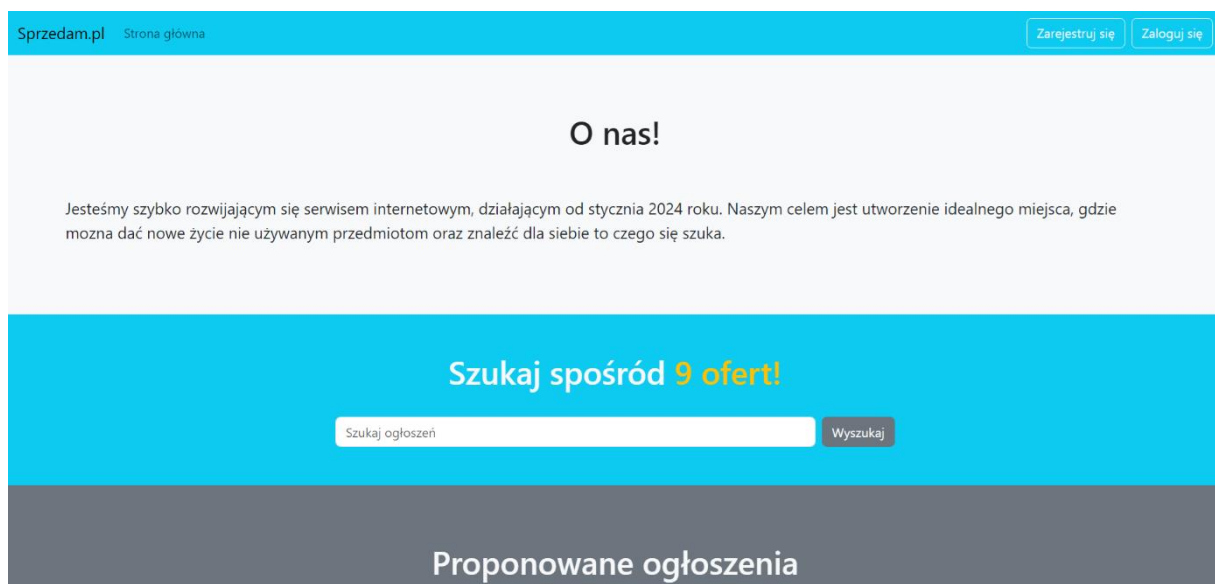 Sprzedam.pl Strona główna Zarejestruj się Zaloguj się
O nas!
Jesteśmy szybko rozwijającym się serwisem internetowym, działającym od stycznia 2024 roku. Naszym celem jest utworzenie idealnego miejsca, gdzie
mozna dać nowe życie nie używanym przedmiotom oraz znaleźć dla siebie to czego się szuka.
Szukaj spośród 9 ofert!
Szukaj ogłoszeń Wyszukaj
Proponowane ogłoszenia